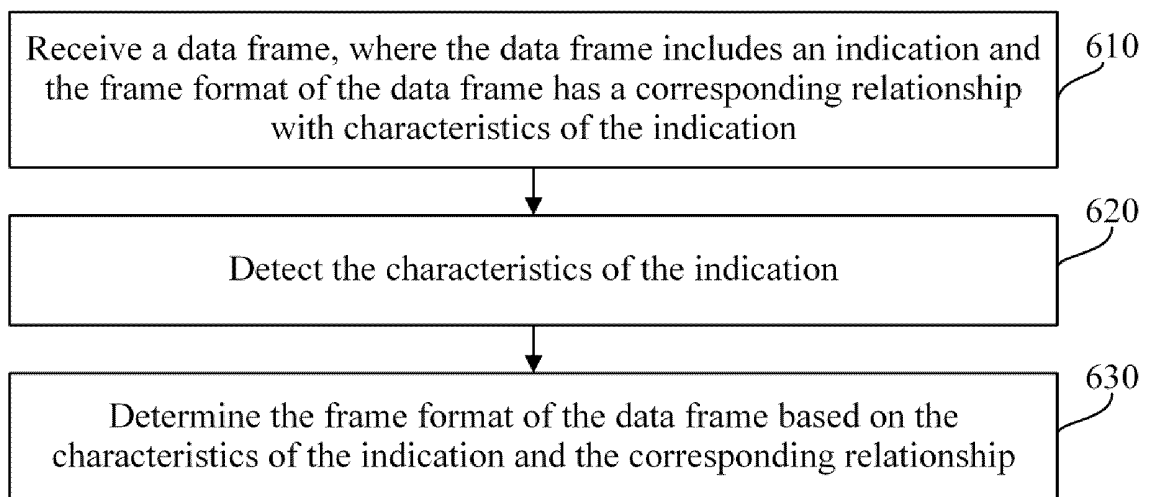 Receive a data frame, where the data frame includes an indication and
the frame format of the data frame has a corresponding relationship
with characteristics of the indication
610
Detect the characteristics of the indication
620
Determine the frame format of the data frame based on the
characteristics of the indication and the corresponding relationship
630